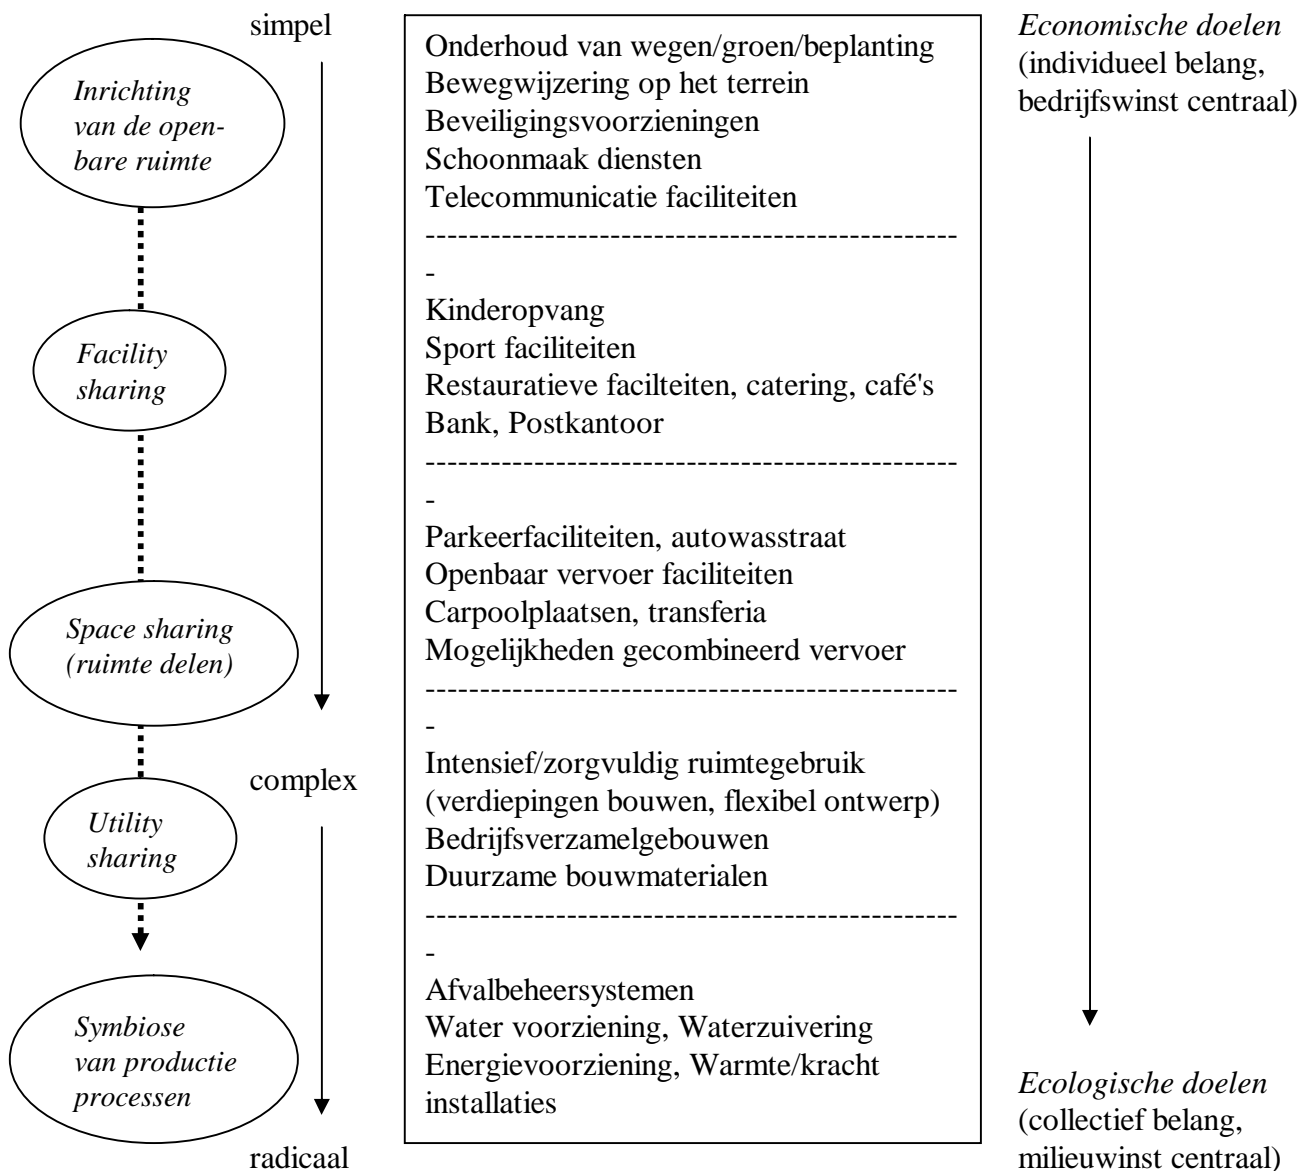 simpel
Inrichting
van de open-
bare ruimte
Facility
sharing
Space sharing
(ruimte delen)
complex
Utility
sharing
Symbiose
van productie
processen
radicaal
Onderhoud van wegen/groen/beplanting
Bewegwijzering op het terrein
Beveiligingsvoorzieningen
Schoonmaak diensten
Telecommunicatie faciliteiten
-------------------------------------------------
-
Kinderopvang
Sport faciliteiten
Restauratieve facilteiten, catering, café's
Bank, Postkantoor
-------------------------------------------------
-
Parkeerfaciliteiten, autowasstraat
Openbaar vervoer faciliteiten
Carpoolplaatsen, transferia
Mogelijkheden gecombineerd vervoer
-------------------------------------------------
-
Intensief/zorgvuldig ruimtegebruik
(verdiepingen bouwen, flexibel ontwerp)
Bedrijfsverzamelgebouwen
Duurzame bouwmaterialen
-------------------------------------------------
-
Afvalbeheersystemen
Water voorziening, Waterzuivering
Energievoorziening, Warmte/kracht
installaties
Economische doelen
(individueel belang,
bedrijfswinst centraal)
Ecologische doelen
(collectief belang,
milieuwinst centraal)